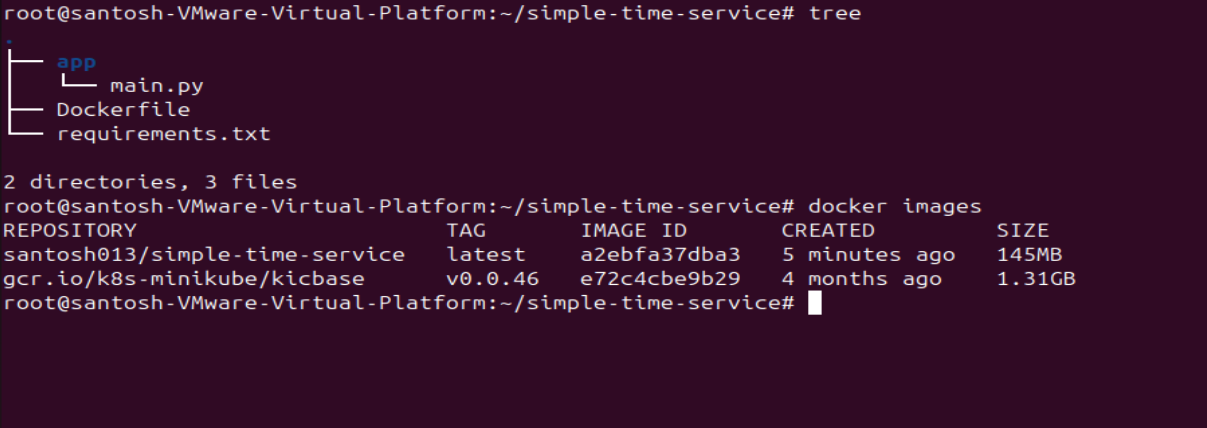 root@santosh-VMware-Virtual-Platform:~/simple-time-service# tree
.
├── app
│   └── main.py
├── Dockerfile
└── requirements.txt
2 directories, 3 files
root@santosh-VMware-Virtual-Platform:~/simple-time-service# docker images
REPOSITORY TAG IMAGE ID CREATED SIZE
santosh013/simple-time-service latest a2ebfa37dba3 5 minutes ago 145MB
gcr.io/k8s-minikube/kicbase v0.0.46 e72c4cbe9b29 4 months ago 1.31GB
root@santosh-VMware-Virtual-Platform:~/simple-time-service#